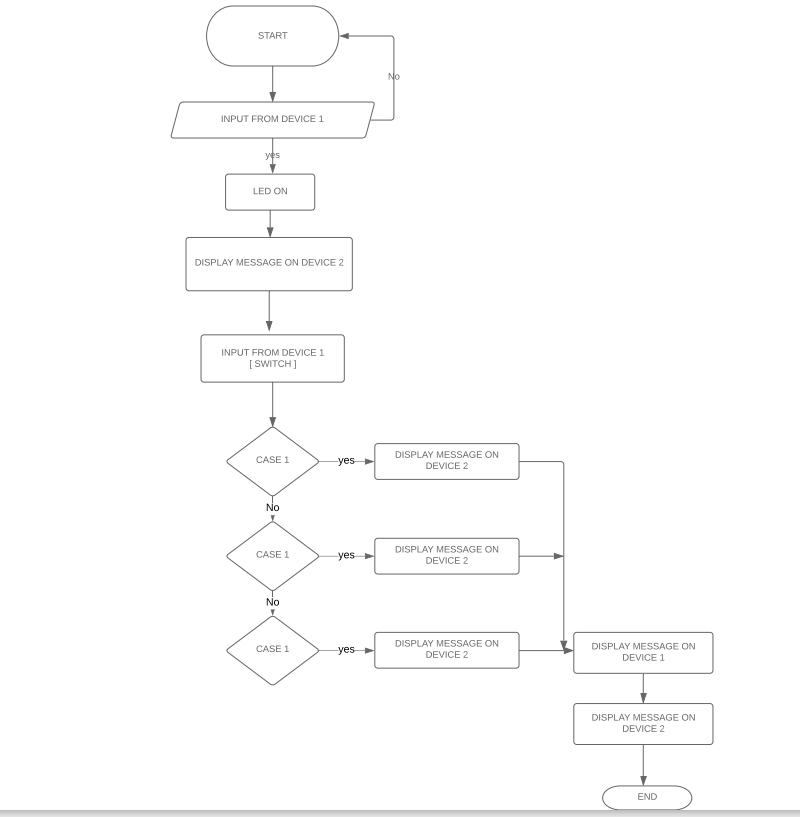 START
No
INPUT FROM DEVICE 1
yes
LED ON
DISPLAY MESSAGE ON DEVICE 2
INPUT FROM DEVICE 1
[ SWITCH ]
CASE 1
yes
DISPLAY MESSAGE ON
DEVICE 2
No
CASE 1
yes
DISPLAY MESSAGE ON
DEVICE 2
No
CASE 1
yes
DISPLAY MESSAGE ON
DEVICE 2
DISPLAY MESSAGE ON
DEVICE 1
DISPLAY MESSAGE ON
DEVICE 2
END